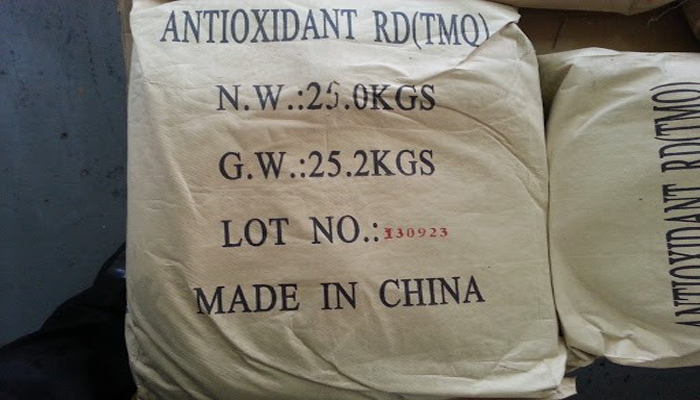 ANTIOXIDANT RD(TMQ)
N.W.:25.0KGS
G.W.:25.2KGS
LOT NO.:130923
MADE IN CHINA
ANTIOXIDANT RD(TMQ)